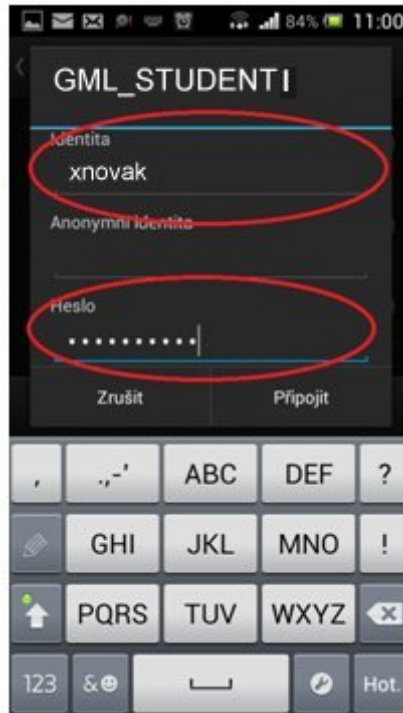 84% 11:00
GML_STUDENTI
Identita
xnovak
Anonymní identita
Heslo
Zrušit Připojit
, .,-' ABC DEF ?
GHI JKL MNO !
PQRS TUV WXYZ
123 &☻ Hot.